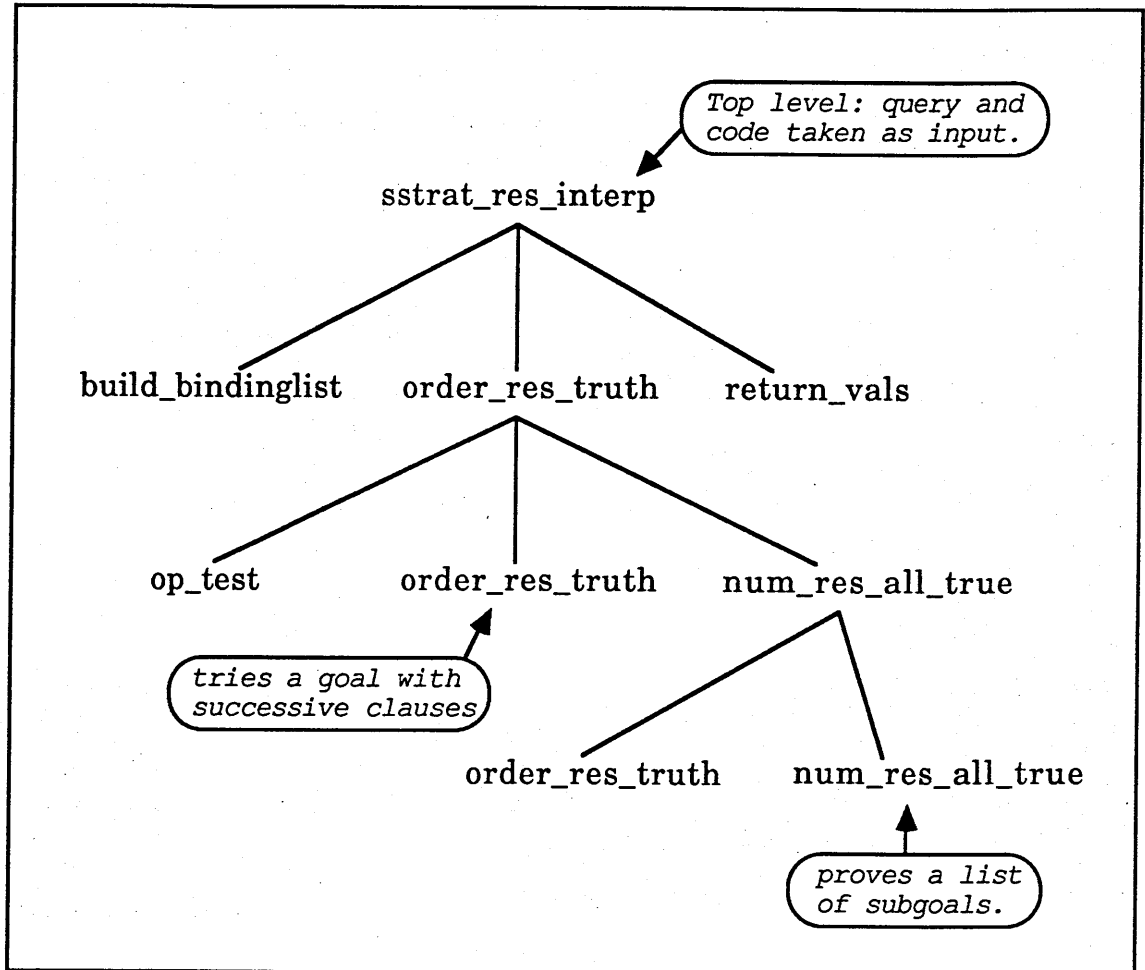 Top level: query and
code taken as input.
sstrat_res_interp
build_bindinglist order_res_truth return_vals
op_test order_res_truth num_res_all_true
tries a goal with
successive clauses
order_res_truth num_res_all_true
proves a list
of subgoals.